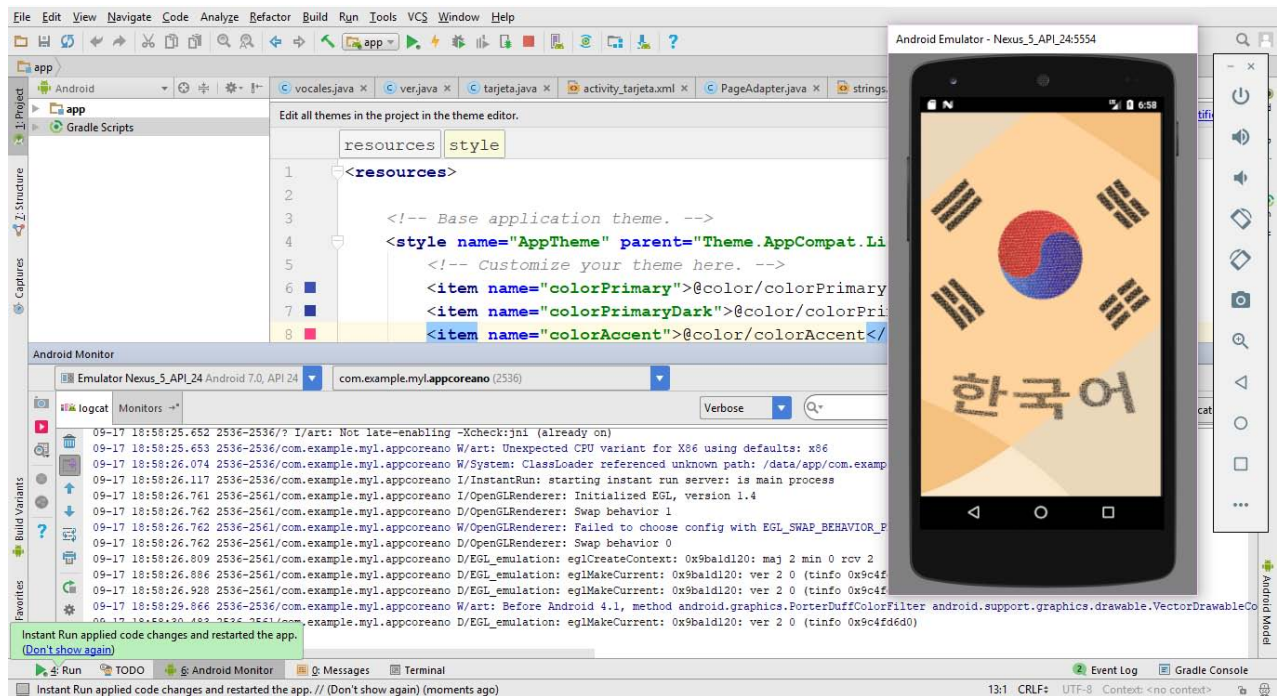 File Edit View Navigate Code Analyze Refactor Build Run Tools VCS Window Help
app
app
Android
vocales.java × ver.java × tarjeta.java × activity_tarjeta.xml × PageAdapter.java × strings.
1: Project
app
Gradle Scripts
Edit all themes in the project in the theme editor.
resources style
1 <resources>
2
3 <!-- Base application theme. -->
4 <style name="AppTheme" parent="Theme.AppCompat.Li
5 <!-- Customize your theme here. -->
6 <item name="colorPrimary">@color/colorPrimary
7 <item name="colorPrimaryDark">@color/colorPri
8 <item name="colorAccent">@color/colorAccent</
Z: Structure
Captures
Android Monitor
Emulator Nexus_5_API_24 Android 7.0, API 24
com.example.myl.appcoreano (2536)
logcat Monitors
Verbose
09-17 18:58:25.652 2536-2536/? I/art: Not late-enabling -Xcheck:jni (already on)
09-17 18:58:25.653 2536-2536/com.example.myl.appcoreano W/art: Unexpected CPU variant for X86 using defaults: x86
09-17 18:58:26.074 2536-2536/com.example.myl.appcoreano W/System: ClassLoader referenced unknown path: /data/app/com.examp
09-17 18:58:26.117 2536-2536/com.example.myl.appcoreano I/InstantRun: starting instant run server: is main process
09-17 18:58:26.761 2536-2561/com.example.myl.appcoreano I/OpenGLRenderer: Initialized EGL, version 1.4
09-17 18:58:26.762 2536-2561/com.example.myl.appcoreano D/OpenGLRenderer: Swap behavior 1
09-17 18:58:26.762 2536-2561/com.example.myl.appcoreano W/OpenGLRenderer: Failed to choose config with EGL_SWAP_BEHAVIOR_P
09-17 18:58:26.762 2536-2561/com.example.myl.appcoreano D/OpenGLRenderer: Swap behavior 0
09-17 18:58:26.809 2536-2561/com.example.myl.appcoreano D/EGL_emulation: eglCreateContext: 0x9bald120: maj 2 min 0 rcv 2
09-17 18:58:26.886 2536-2561/com.example.myl.appcoreano D/EGL_emulation: eglMakeCurrent: 0x9bald120: ver 2 0 (tinfo 0x9c4f
09-17 18:58:26.928 2536-2561/com.example.myl.appcoreano D/EGL_emulation: eglMakeCurrent: 0x9bald120: ver 2 0 (tinfo 0x9c4f
09-17 18:58:29.866 2536-2536/com.example.myl.appcoreano W/art: Before Android 4.1, method android.graphics.PorterDuffColorFilter android.support.graphics.drawable.VectorDrawableCo
2536-2561/com.example.myl.appcoreano D/EGL_emulation: eglMakeCurrent: 0x9bald120: ver 2 0 (tinfo 0x9c4fd6d0)
Build Variants
Favorites
Instant Run applied code changes and restarted the app.
(Don't show again)
4: Run TODO 6: Android Monitor 0: Messages Terminal
2 Event Log Gradle Console
Instant Run applied code changes and restarted the app. // (Don't show again) (moments ago)
13:1 CRLF UTF-8 Context: <no context>
Android Emulator - Nexus_5_API_24:5554
6:58
한국어
Android Model